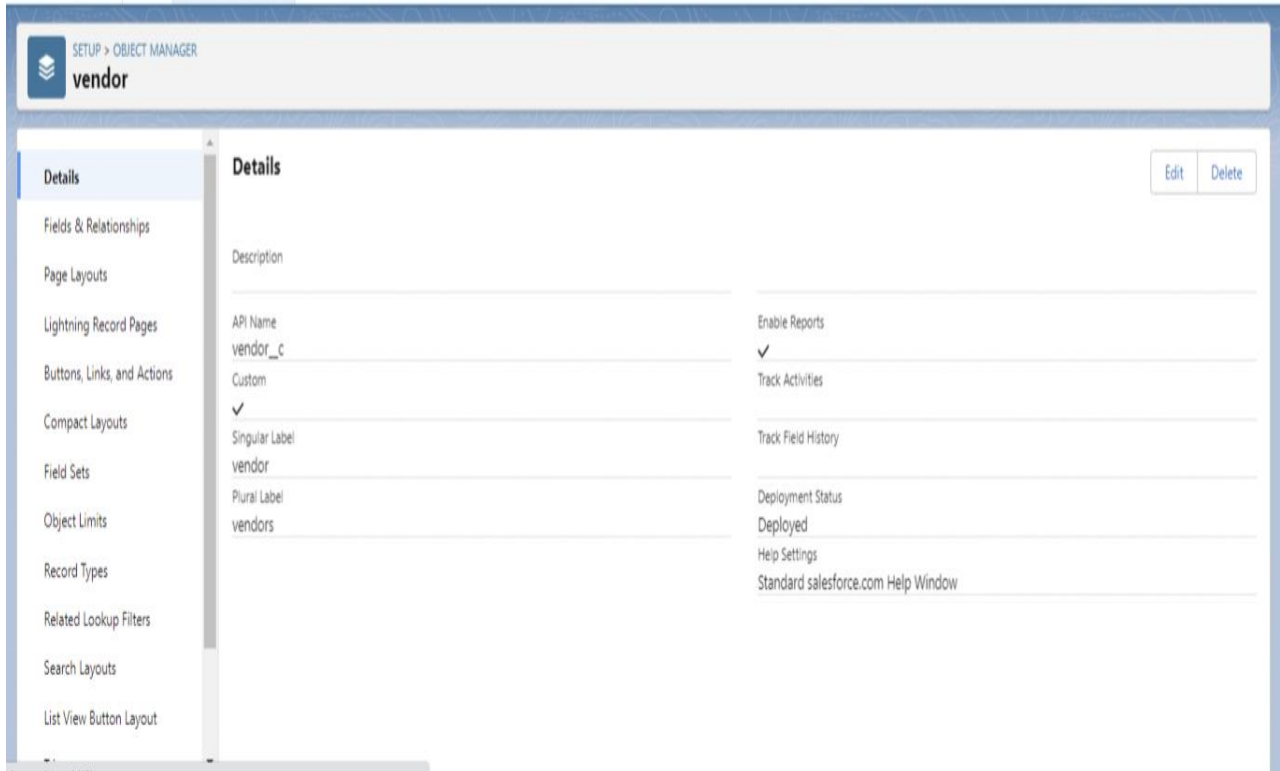 SETUP > OBJECT MANAGER
vendor
Details
Fields & Relationships
Page Layouts
Lightning Record Pages
Buttons, Links, and Actions
Compact Layouts
Field Sets
Object Limits
Record Types
Related Lookup Filters
Search Layouts
List View Button Layout
Details
Edit Delete
Description
API Name
vendor__c
Custom
Singular Label
vendor
Plural Label
vendors
Enable Reports
Track Activities
Track Field History
Deployment Status
Deployed
Help Settings
Standard salesforce.com Help Window